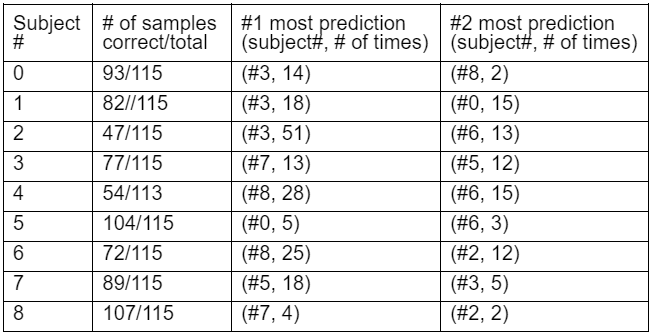 Subject # # of samples correct/total #1 most prediction (subject#, # of times) #2 most prediction (subject#, # of times)
0 93/115 (#3, 14) (#8, 2)
1 82//115 (#3, 18) (#0, 15)
2 47/115 (#3, 51) (#6, 13)
3 77/115 (#7, 13) (#5, 12)
4 54/113 (#8, 28) (#6, 15)
5 104/115 (#0, 5) (#6, 3)
6 72/115 (#8, 25) (#2, 12)
7 89/115 (#5, 18) (#3, 5)
8 107/115 (#7, 4) (#2, 2)